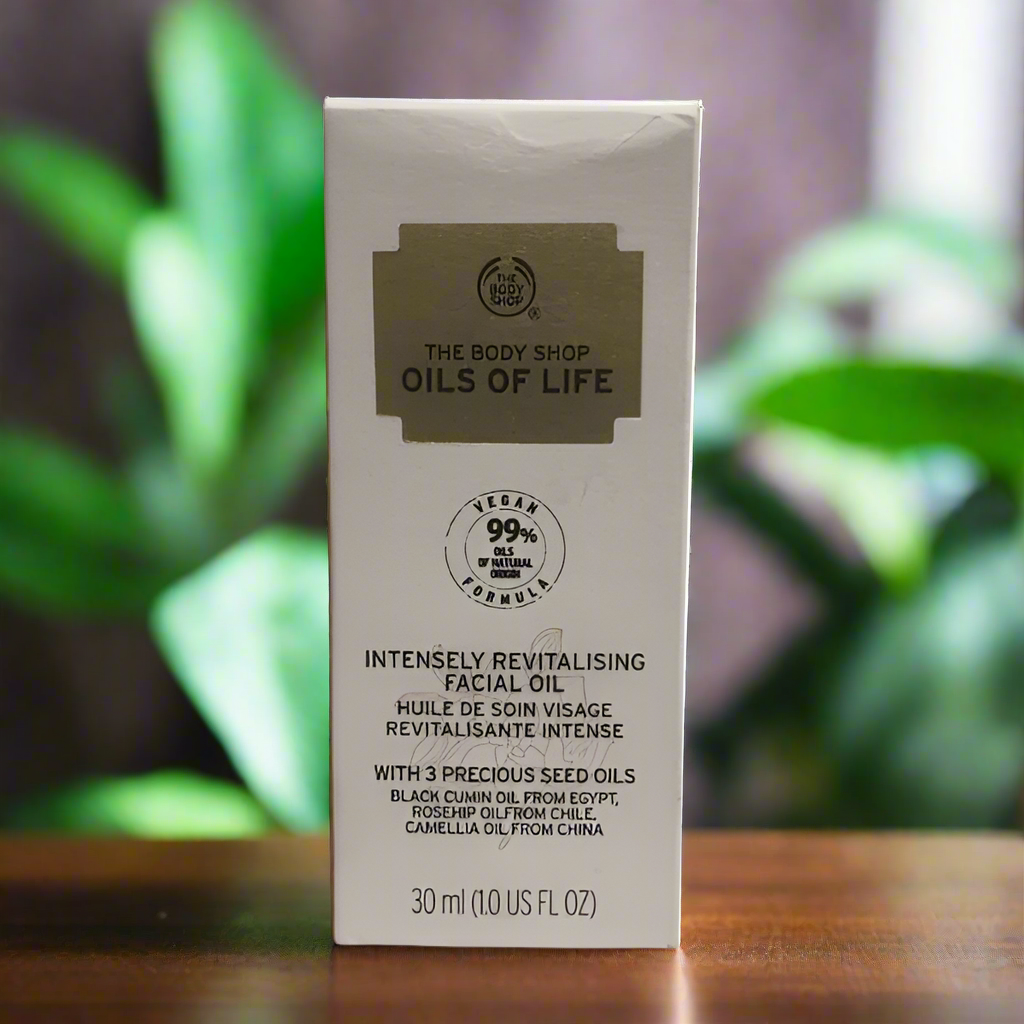 THE
BODY
SHOP
®
THE BODY SHOP
OILS OF LIFE
VEGAN
99%
OILS
OF NATURAL
ORIGIN
FORMULA
INTENSELY REVITALISING
FACIAL OIL
HUILE DE SOIN VISAGE
REVITALISANTE INTENSE
WITH 3 PRECIOUS SEED OILS
BLACK CUMIN OIL FROM EGYPT,
ROSEHIP OILFROM CHILE,
CAMELLIA OIL FROM CHINA
30 ml (1.0 US FL OZ)